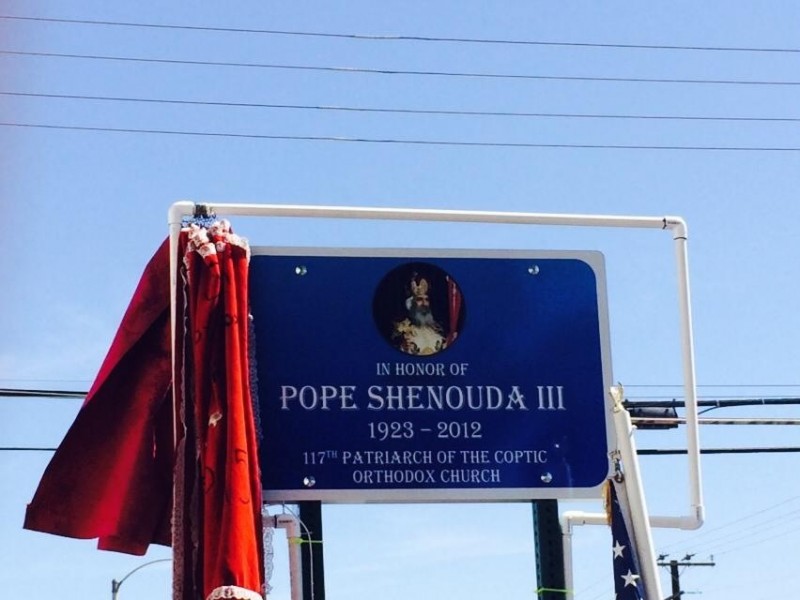 IN HONOR OF
POPE SHENOUDA III
1923 – 2012
117TH PATRIARCH OF THE COPTIC
ORTHODOX CHURCH